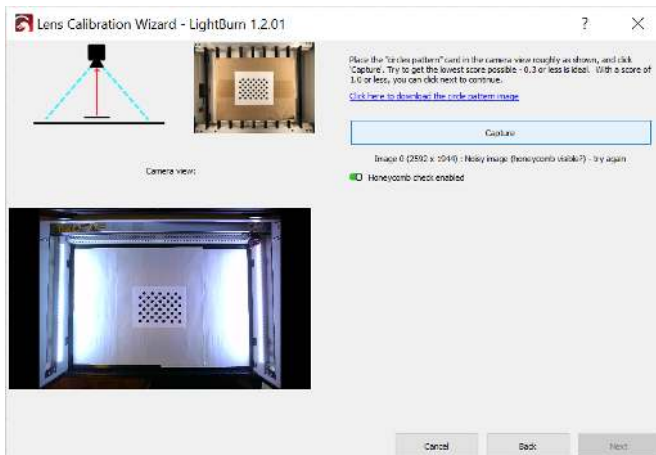 Lens Calibration Wizard - LightBurn 1.2.01
Place the "circles pattern" card in the camera view roughly as shown, and click
'Capture'. Try to get the lowest score possible - 0.3 or less is ideal. With a score of
1.0 or less, you can click next to continue.
Click here to download the circle pattern image
Capture
Image 0 (2592 x 1944) : Noisy image (honeycomb visible?) - try again
Camera view:
Honeycomb check enabled
Cancel
Back
Next